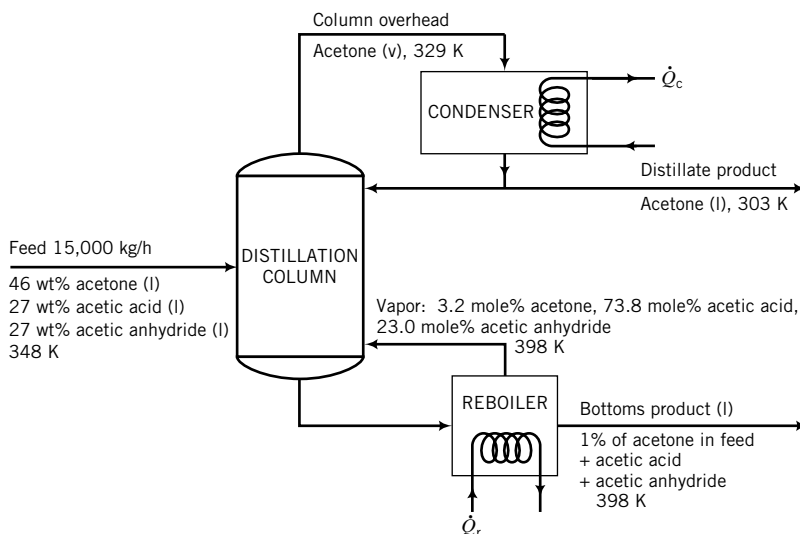 Column overhead
Acetone (v), 329 K
CONDENSER
Q̇c
Distillate product
Acetone (l), 303 K
Feed 15,000 kg/h
46 wt% acetone (l)
27 wt% acetic acid (l)
27 wt% acetic anhydride (l)
348 K
DISTILLATION
COLUMN
Vapor: 3.2 mole% acetone, 73.8 mole% acetic acid,
23.0 mole% acetic anhydride
398 K
REBOILER
Bottoms product (l)
1% of acetone in feed
+ acetic acid
+ acetic anhydride
398 K
Q̇r